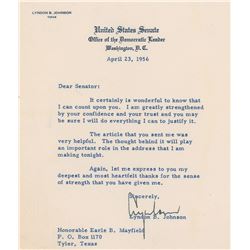 LYNDON B. JOHNSON
TEXAS
United States Senate
Office of the Democratic Leader
Washington, D. C.
April 23, 1956
Dear Senator:
It certainly is wonderful to know that
I can count upon you. I am greatly strengthened
by your confidence and your trust and you may
be sure I will do everything I can to justify it.
The article that you sent me was
very helpful. The thought behind it will play
an important role in the address that I am
making tonight.
Again, let me express to you my
deepest and most heartfelt thanks for the sense
of strength that you have given me.
Sincerely,
Lyndon B. Johnson
Honorable Earle B. Mayfield
P. O. Box 1170
Tyler, Texas